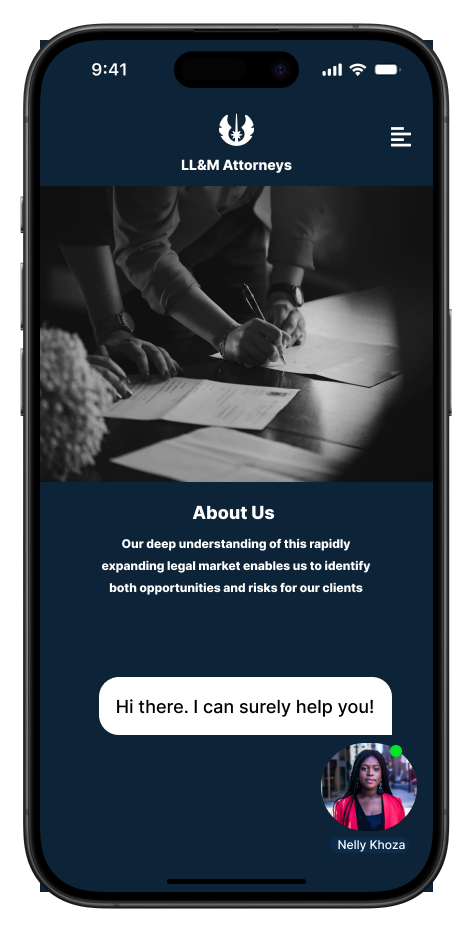 9:41
LL&M Attorneys
About Us
Our deep understanding of this rapidly
expanding legal market enables us to identify
both opportunities and risks for our clients
Hi there. I can surely help you!
Nelly Khoza